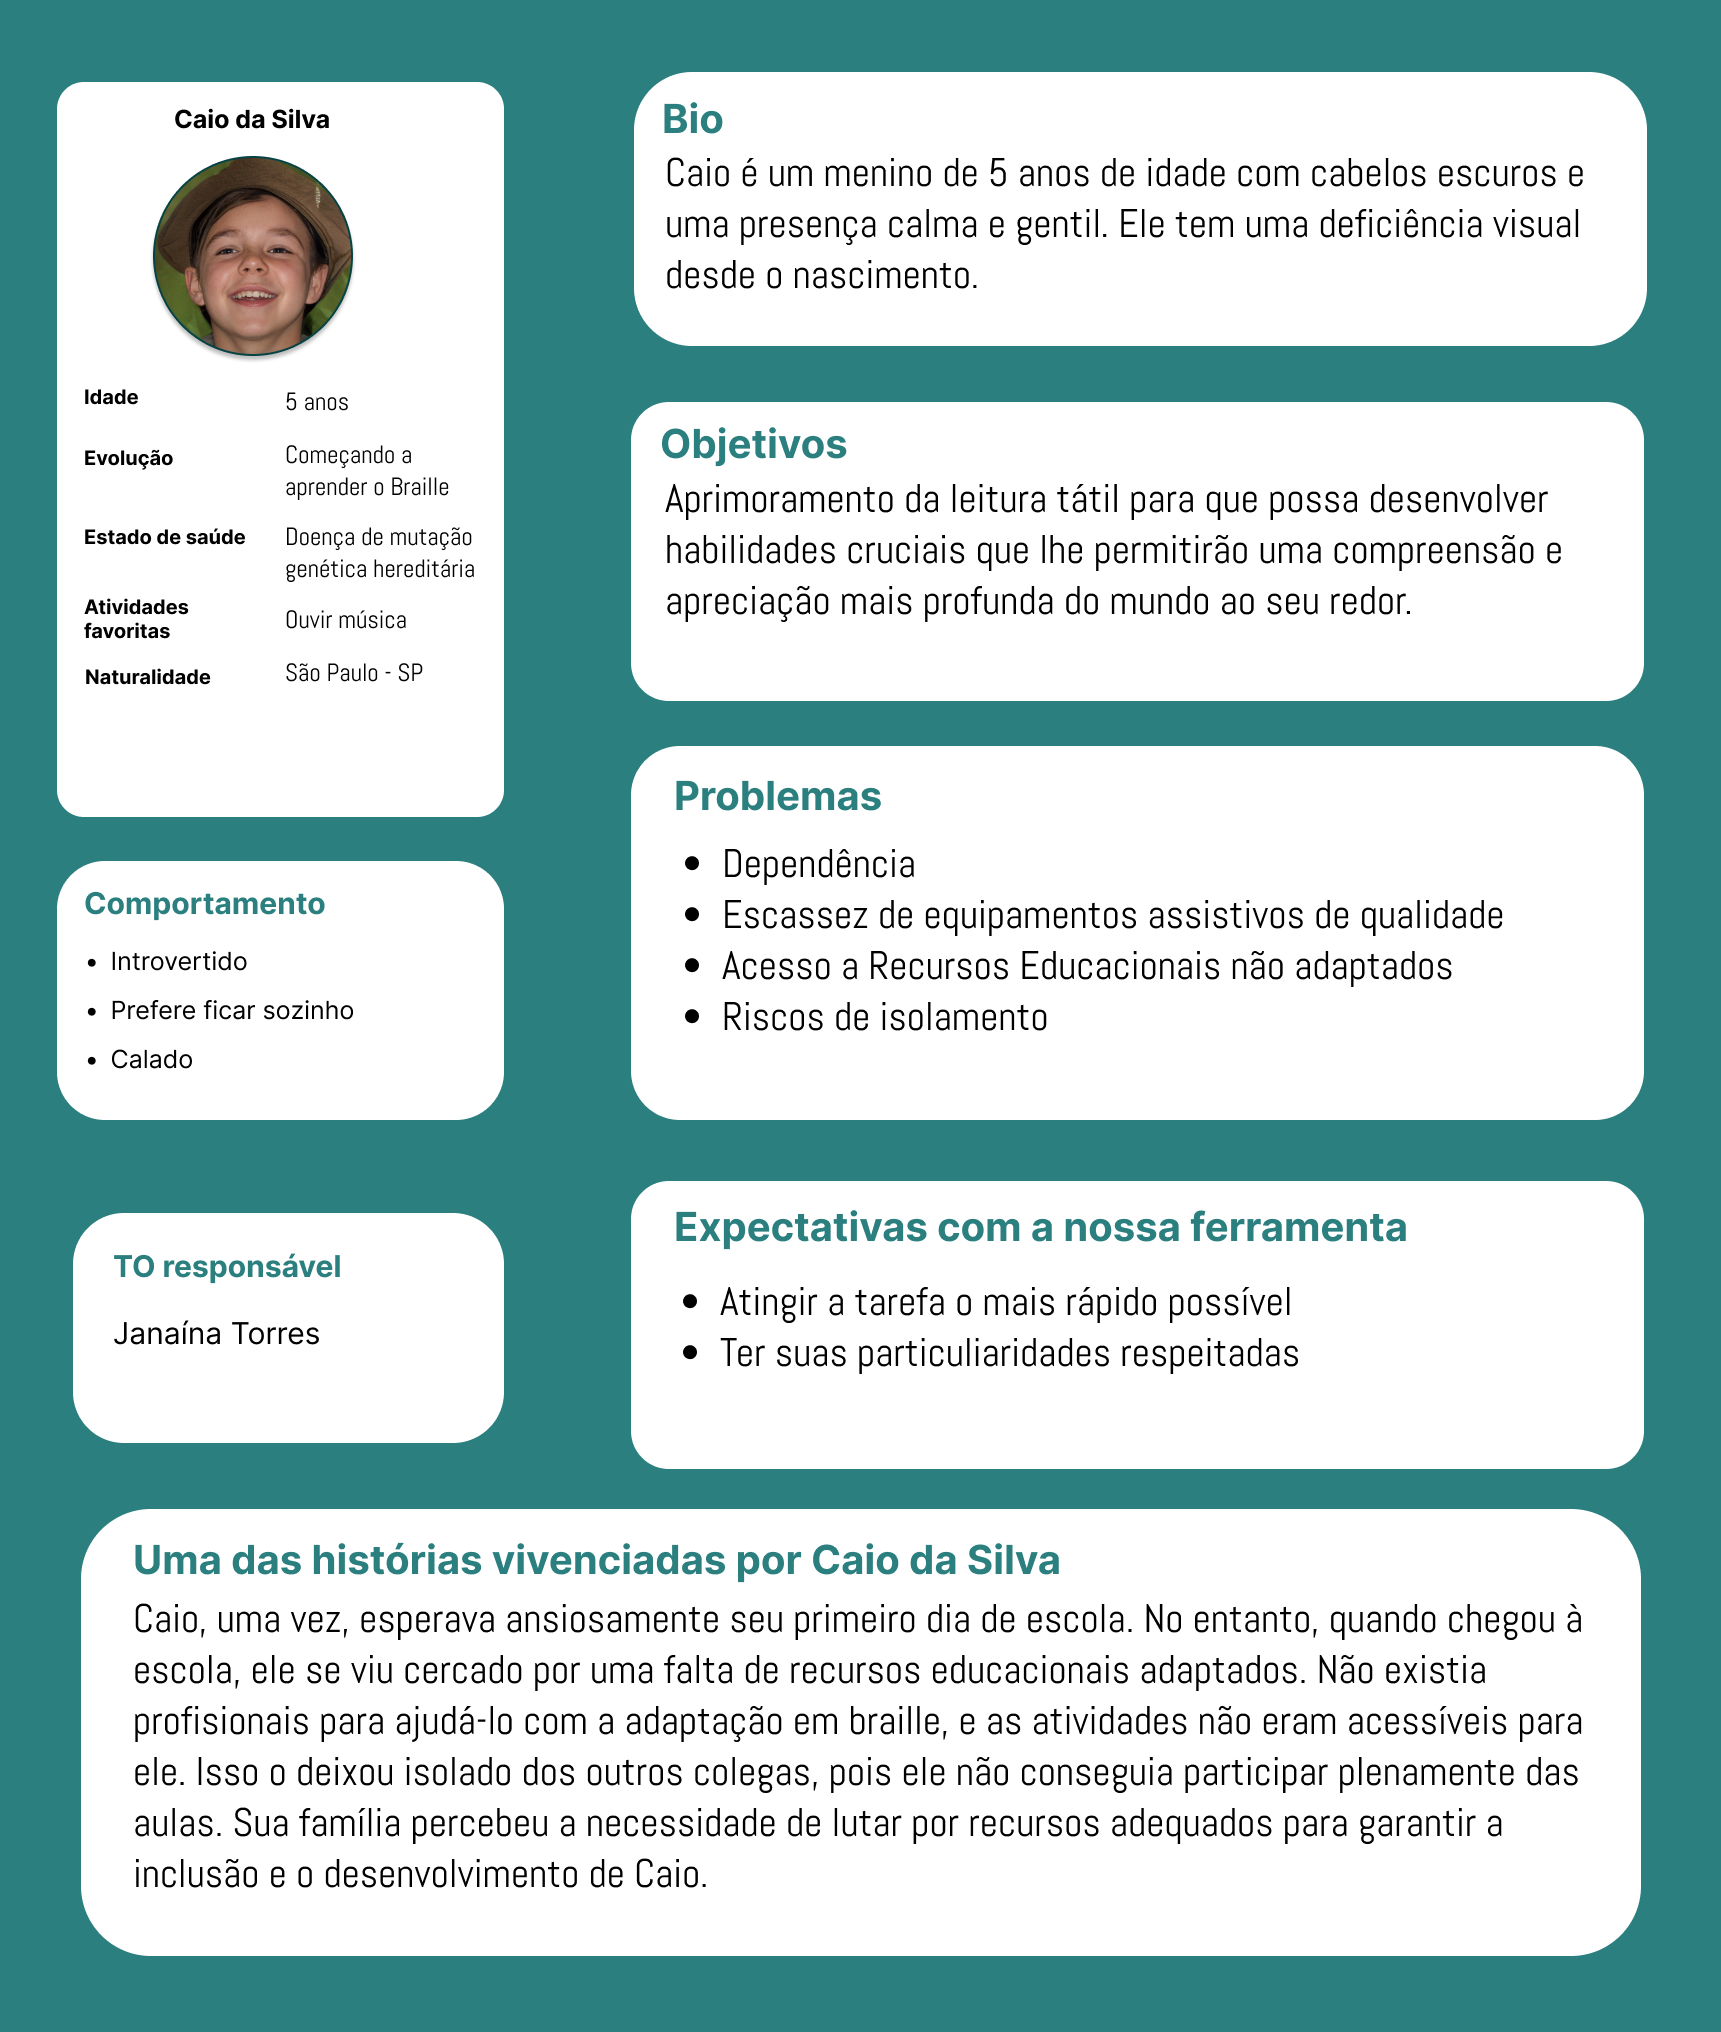 Caio da Silva
Idade
5 anos
Evolução
Começando a
aprender o Braille
Estado de saúde
Doença de mutação
genética hereditária
Atividades
favoritas
Ouvir música
Naturalidade
São Paulo - SP
Comportamento
• Introvertido
• Prefere ficar sozinho
• Calado
TO responsável
Janaína Torres
Bio
Caio é um menino de 5 anos de idade com cabelos escuros e
uma presença calma e gentil. Ele tem uma deficiência visual
desde o nascimento.
Objetivos
Aprimoramento da leitura tátil para que possa desenvolver
habilidades cruciais que lhe permitirão uma compreensão e
apreciação mais profunda do mundo ao seu redor.
Problemas
• Dependência
• Escassez de equipamentos assistivos de qualidade
• Acesso a Recursos Educacionais não adaptados
• Riscos de isolamento
Expectativas com a nossa ferramenta
• Atingir a tarefa o mais rápido possível
• Ter suas particuliaridades respeitadas
Uma das histórias vivenciadas por Caio da Silva
Caio, uma vez, esperava ansiosamente seu primeiro dia de escola. No entanto, quando chegou à
escola, ele se viu cercado por uma falta de recursos educacionais adaptados. Não existia
profisionais para ajudá-lo com a adaptação em braille, e as atividades não eram acessíveis para
ele. Isso o deixou isolado dos outros colegas, pois ele não conseguia participar plenamente das
aulas. Sua família percebeu a necessidade de lutar por recursos adequados para garantir a
inclusão e o desenvolvimento de Caio.